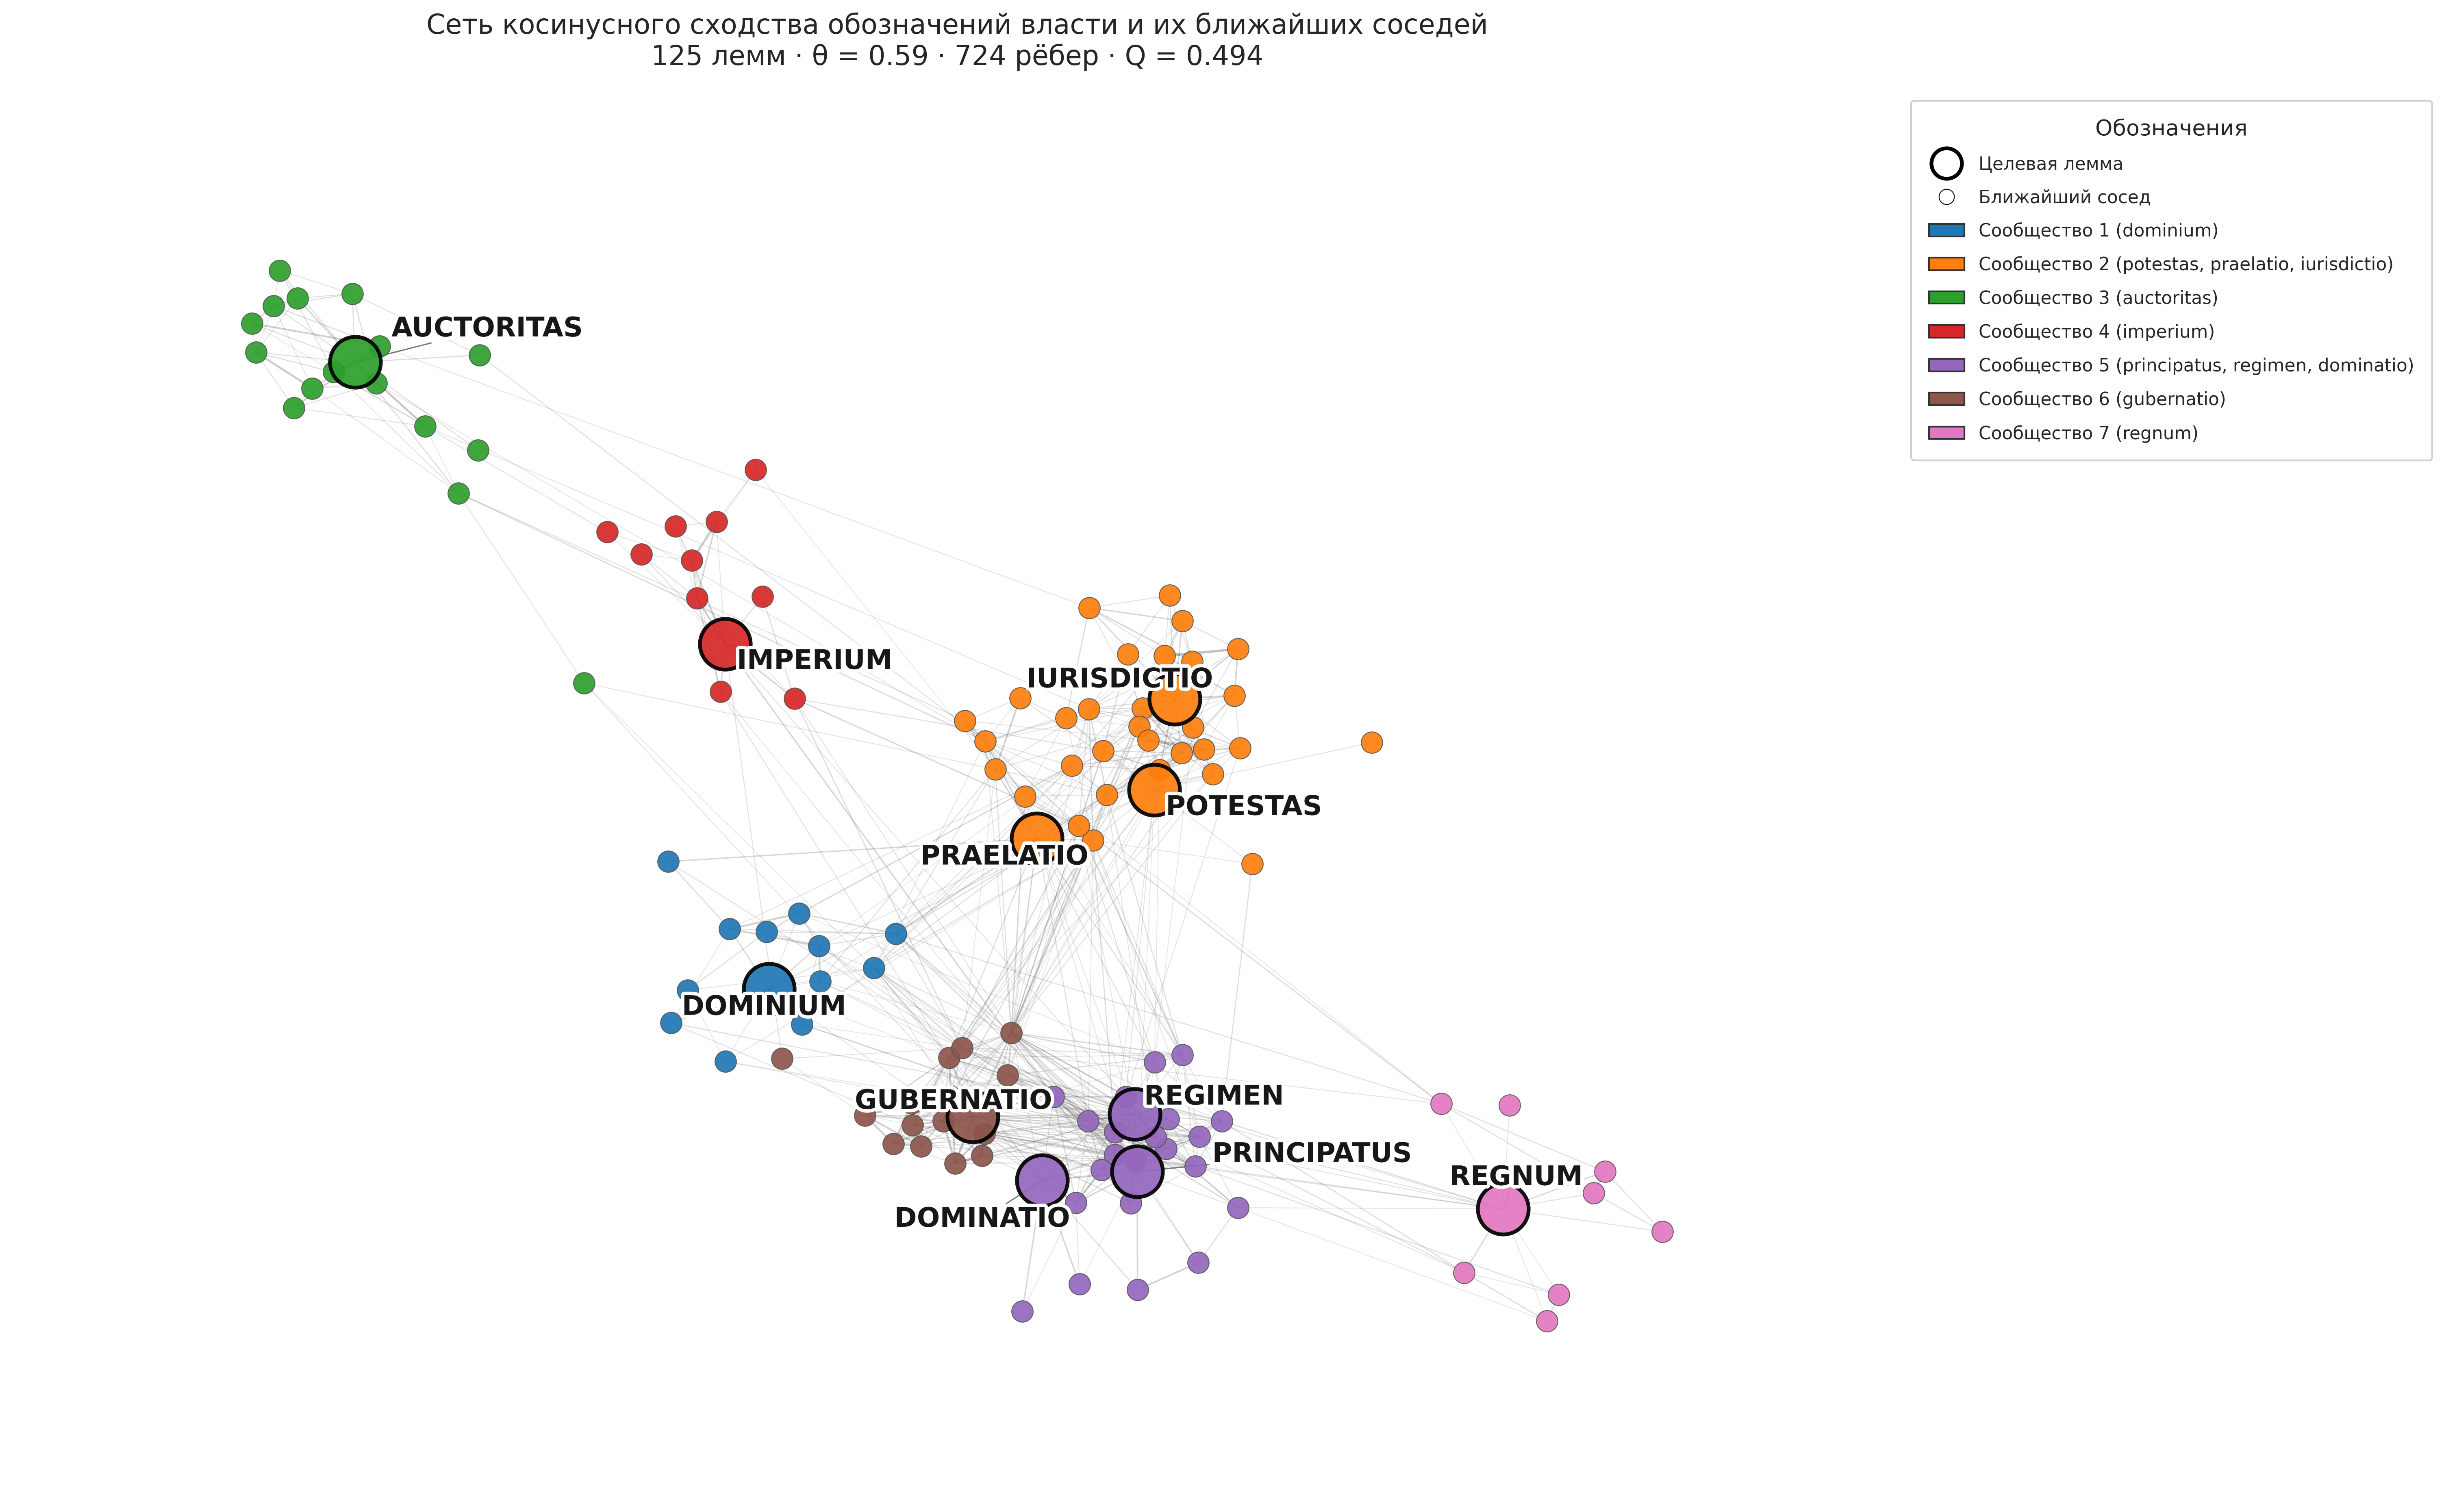 Сеть косинусного сходства обозначений власти и их ближайших соседей
125 лемм · θ = 0.59 · 724 рёбер · Q = 0.494
Обозначения
Целевая лемма
Ближайший сосед
Сообщество 1 (dominium)
Сообщество 2 (potestas, praelatio, iurisdictio)
Сообщество 3 (auctoritas)
Сообщество 4 (imperium)
Сообщество 5 (principatus, regimen, dominatio)
Сообщество 6 (gubernatio)
Сообщество 7 (regnum)
AUCTORITAS
IMPERIUM
IURISDICTIO
POTESTAS
PRAELATIO
DOMINIUM
GUBERNATIO
REGIMEN
PRINCIPATUS
REGNUM
DOMINATIO